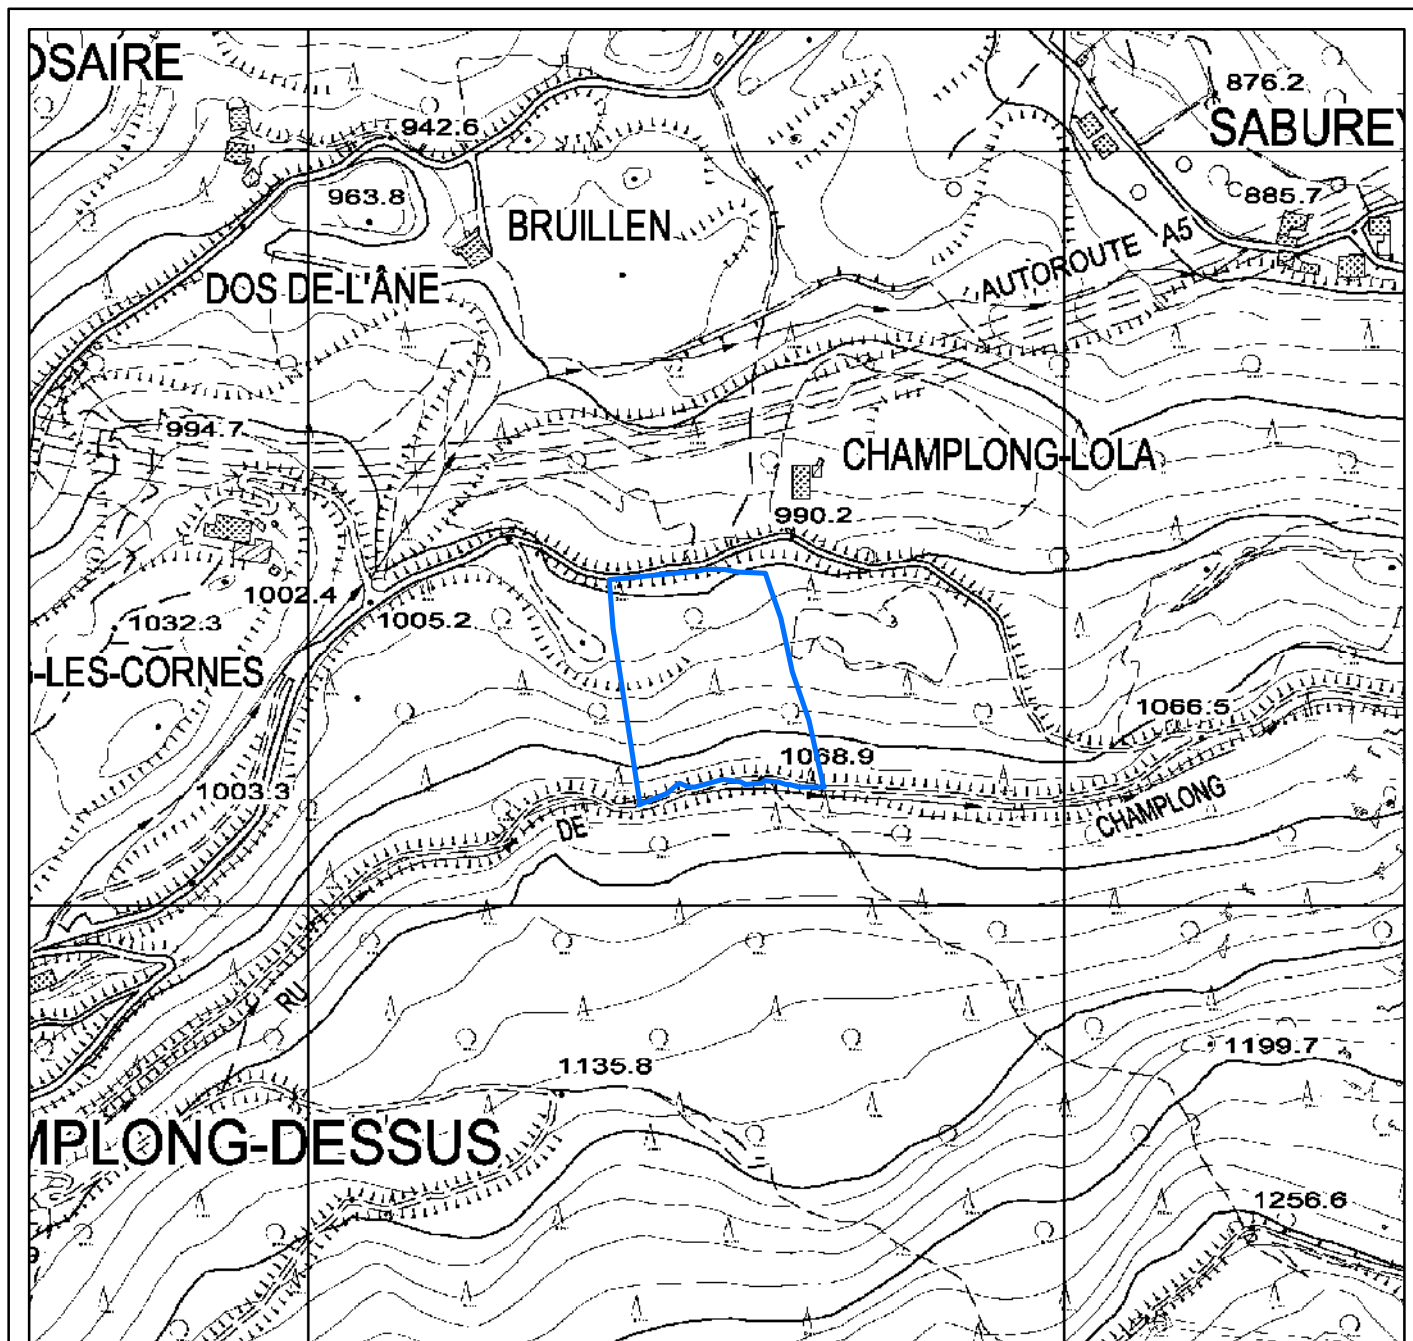 OSAIRE
876.2
942.6
SABUREY
963.8
885.7
BRUILLEN
AUTOROUTE A5
DOS DE-L'ÂNE
994.7
CHAMPLONG-LOLA
990.2
1002.4
1005.2
1032.3
G-LES-CORNES
1066.5
1068.9
1003.3
DE
CHAMPLONG
RU
1199.7
1135.8
MPLONG-DESSUS
1256.6
9